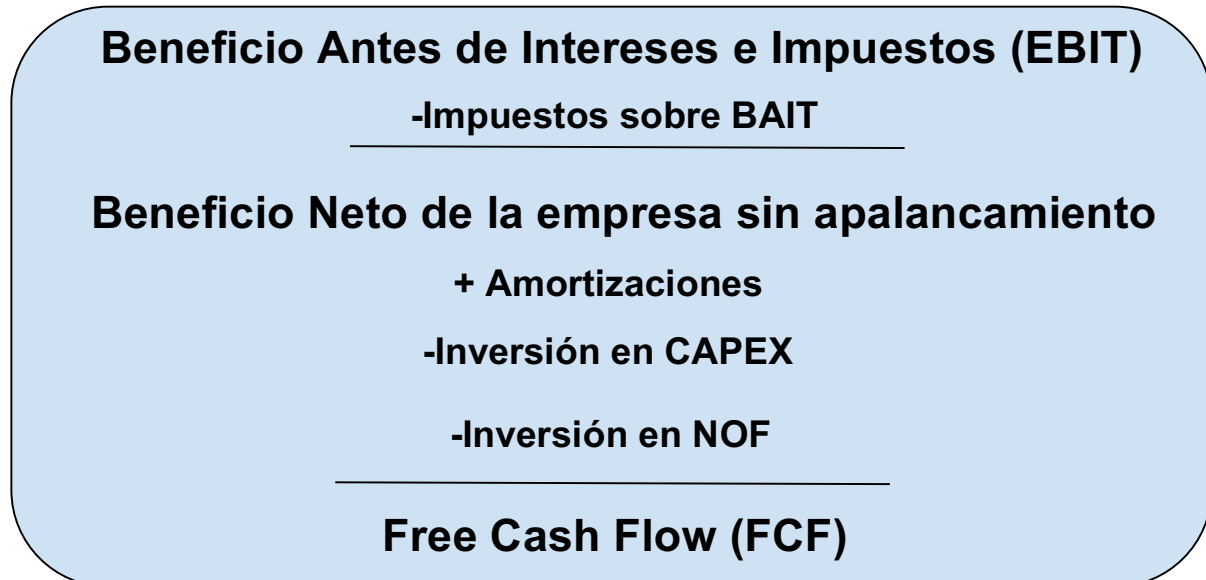 Beneficio Antes de Intereses e Impuestos (EBIT)
-Impuestos sobre BAIT
Beneficio Neto de la empresa sin apalancamiento
+ Amortizaciones
-Inversión en CAPEX
-Inversión en NOF
Free Cash Flow (FCF)